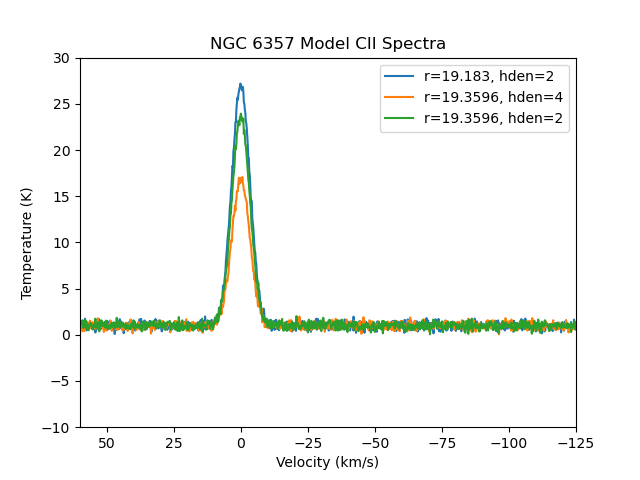 NGC 6357 Model CII Spectra
r=19.183, hden=2
r=19.3596, hden=4
r=19.3596, hden=2
30
25
20
15
10
5
0
−5
−10
Temperature (K)
50 25 0 −25 −50 −75 −100 −125
Velocity (km/s)